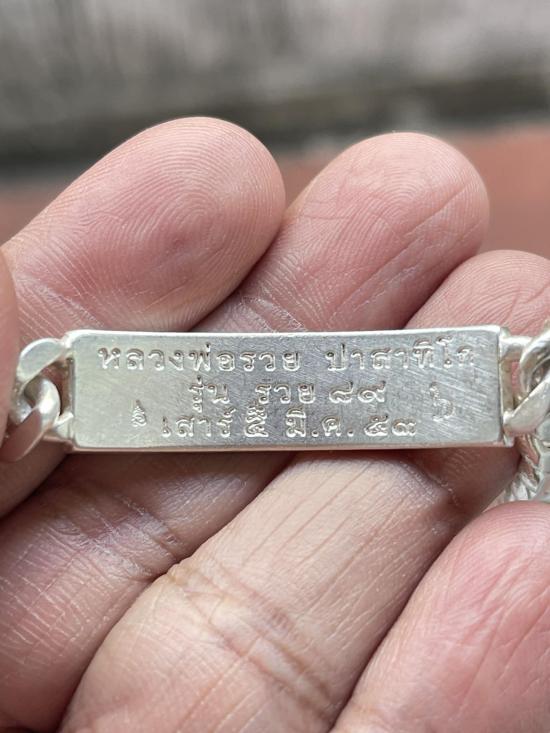 หลวงพ่อรวย ปาสาทิโก
รุ่น รวย ๘๙
เสาร์ ๕ มี.ค. ๕๓